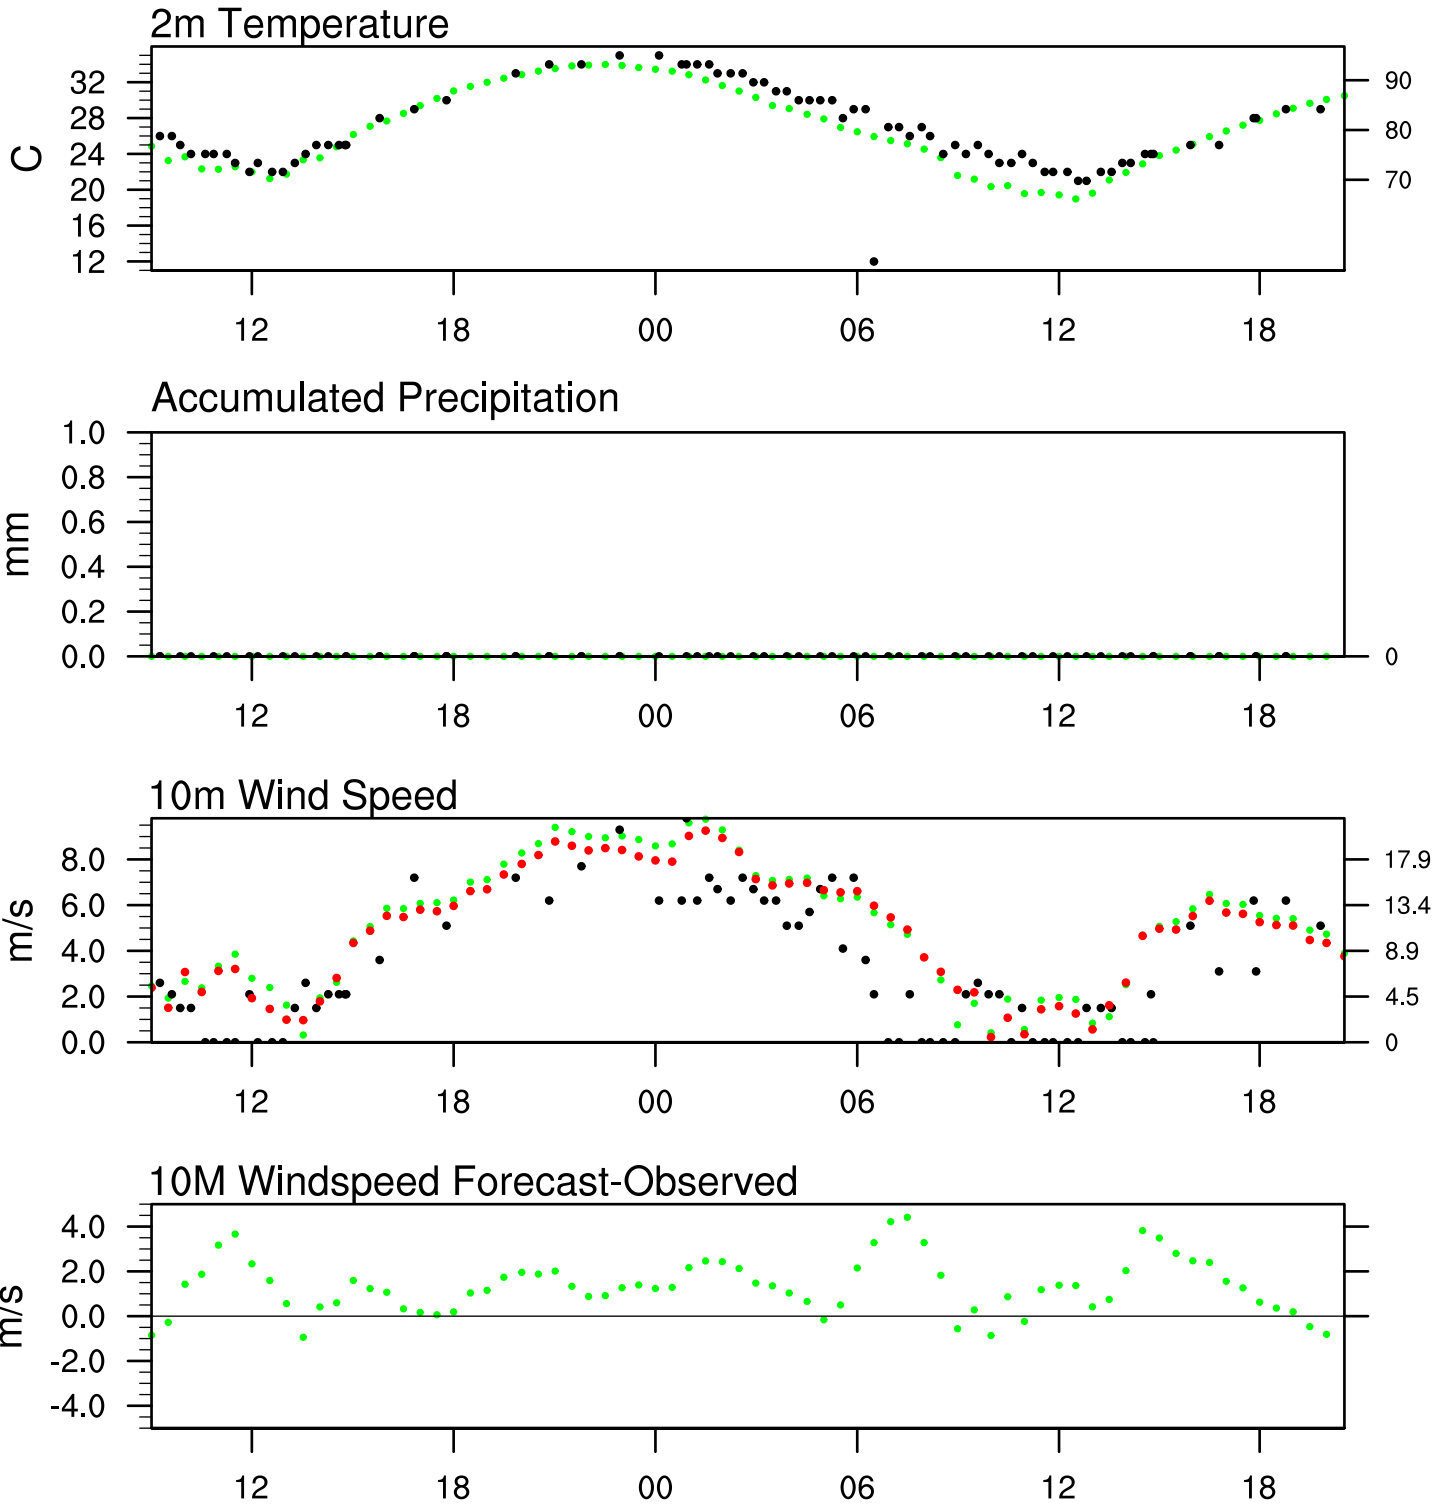 2m Temperature
C
32
28
24
20
16
12
90
80
70
12 18 00 06 12 18
Accumulated Precipitation
mm
1.0
0.8
0.6
0.4
0.2
0.0
0
12 18 00 06 12 18
10m Wind Speed
m/s
8.0
6.0
4.0
2.0
0.0
17.9
13.4
8.9
4.5
0
12 18 00 06 12 18
10M Windspeed Forecast-Observed
m/s
4.0
2.0
0.0
-2.0
-4.0
12 18 00 06 12 18